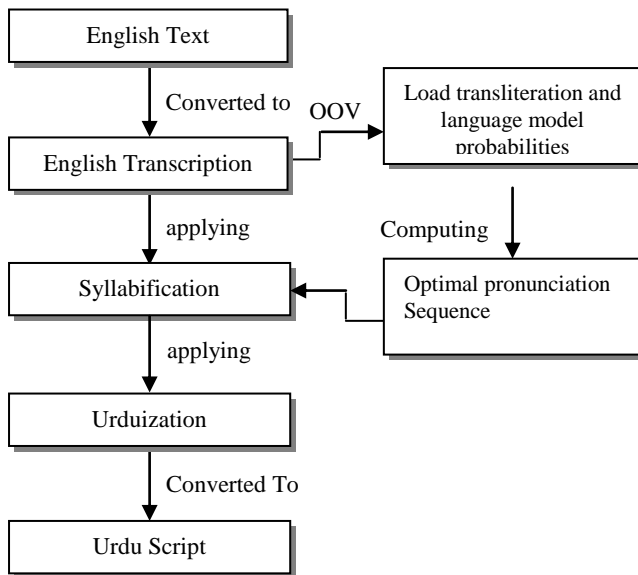 English Text
Converted to
OOV
Load transliteration and
language model
probabilities
English Transcription
applying
Computing
Syllabification
Optimal pronunciation
Sequence
applying
Urduization
Converted To
Urdu Script